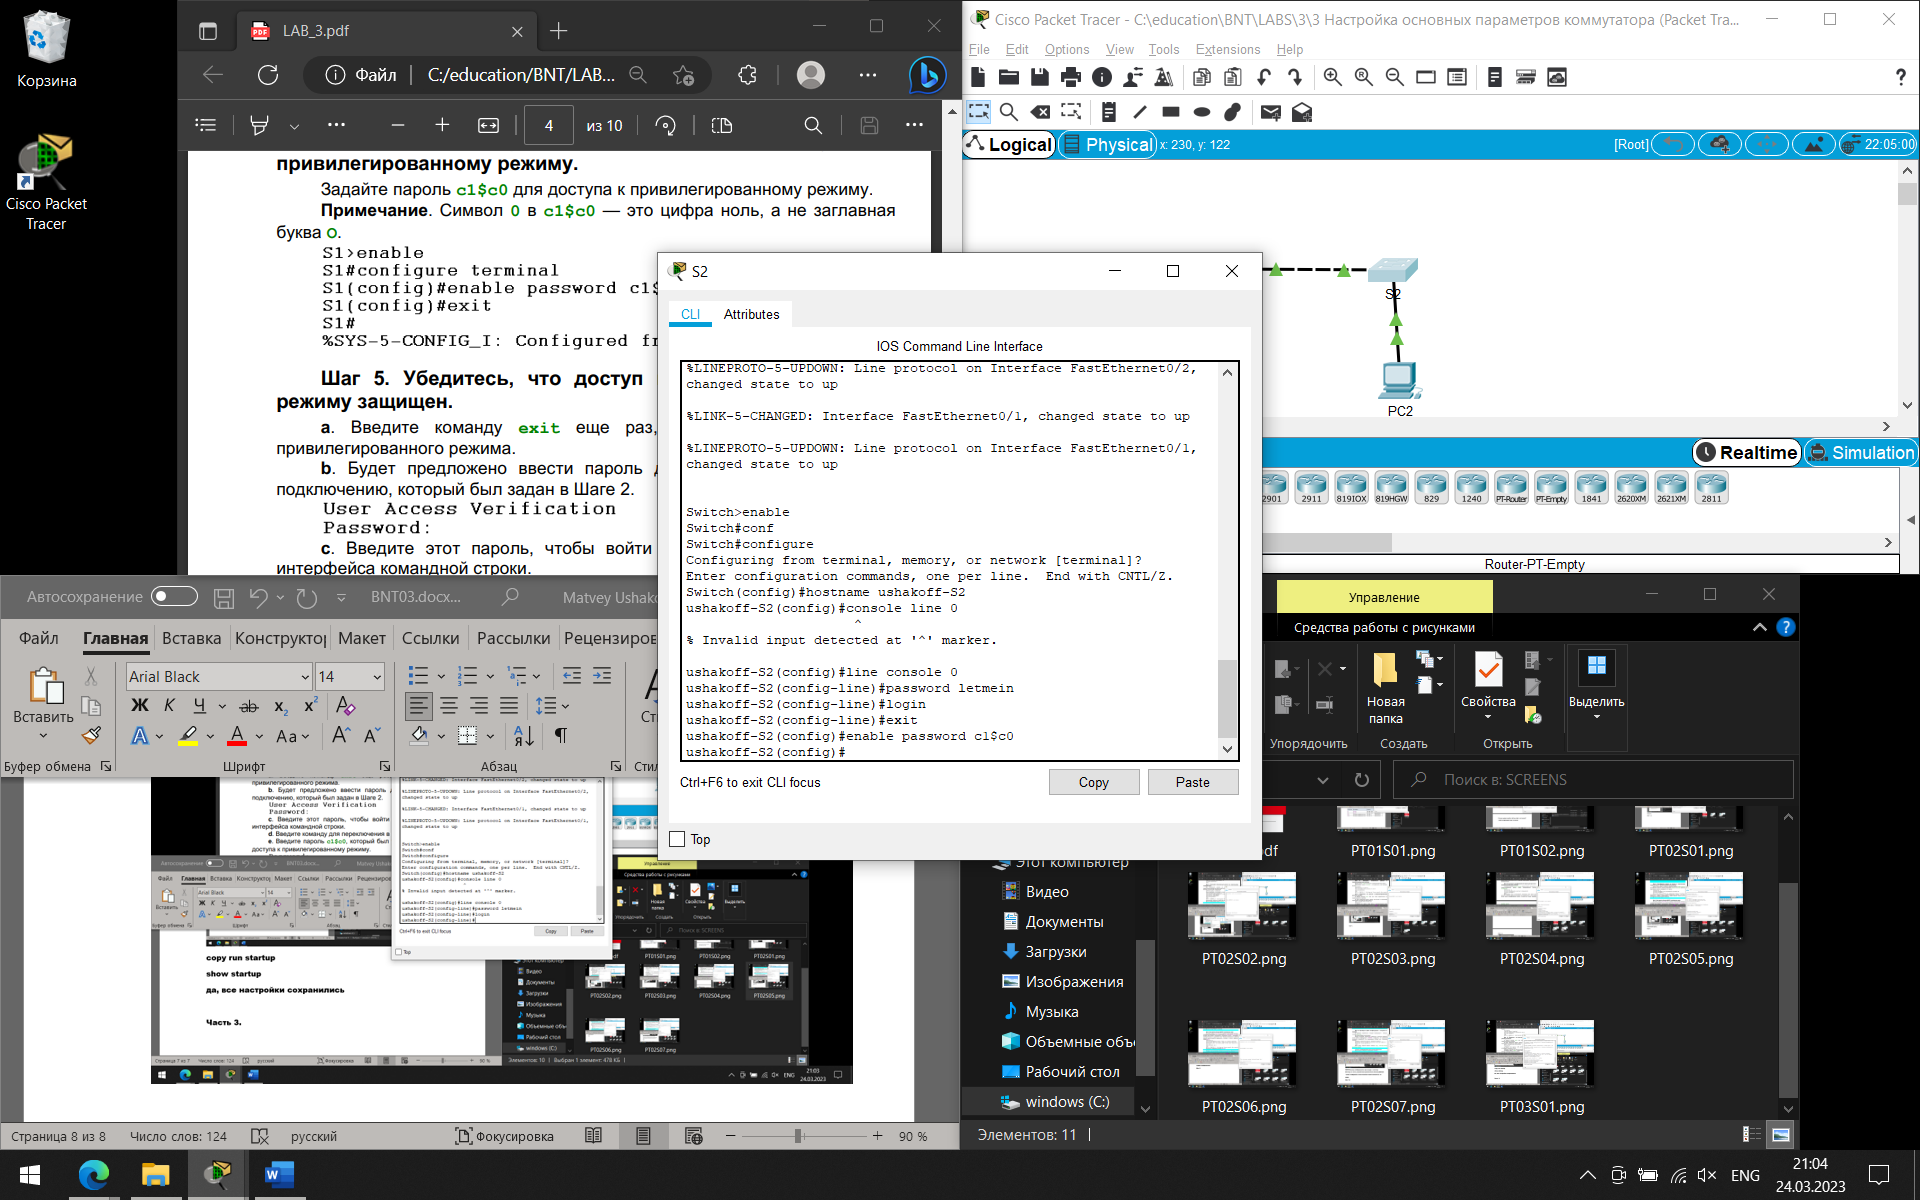 Корзина
Cisco Packet
Tracer
LAB_3.pdf
Файл
C:/education/BNT/LAB...
4
из 10
привилегированному режиму.
Задайте пароль c1$c0 для доступа к привилегированному режиму.
Примечание. Символ 0 в c1$c0 — это цифра ноль, а не заглавная
буква O.
S1>enable
S1#configure terminal
S1(config)#enable password c1$
S1(config)#exit
S1#
%SYS-5-CONFIG_I: Configured fr
Шаг 5. Убедитесь, что доступ
режиму защищен.
a. Введите команду exit еще раз,
привилегированного режима.
b. Будет предложено ввести пароль д
подключению, который был задан в Шаге 2.
User Access Verification
Password:
c. Введите этот пароль, чтобы войти
интерфейса командной строки.
Cisco Packet Tracer - C:\education\BNT\LABS\3\3 Настройка основных параметров коммутатора (Packet Tra...
File Edit Options View Tools Extensions Help
Logical
Physical
x: 230, y: 122
[Root]
22:05:00
S2
PC2
Realtime
Simulation
2901 2911 819IOX 819HGW 829 1240 PT-Router PT-Empty 1841 2620XM 2621XM 2811
Router-PT-Empty
S2
CLI
Attributes
IOS Command Line Interface
%LINEPROTO-5-UPDOWN: Line protocol on Interface FastEthernet0/2,
changed state to up
%LINK-5-CHANGED: Interface FastEthernet0/1, changed state to up
%LINEPROTO-5-UPDOWN: Line protocol on Interface FastEthernet0/1,
changed state to up
Switch>enable
Switch#conf
Switch#configure
Configuring from terminal, memory, or network [terminal]?
Enter configuration commands, one per line.  End with CNTL/Z.
Switch(config)#hostname ushakoff-S2
ushakoff-S2(config)#console line 0
^
% Invalid input detected at '^' marker.
ushakoff-S2(config)#line console 0
ushakoff-S2(config-line)#password letmein
ushakoff-S2(config-line)#login
ushakoff-S2(config-line)#exit
ushakoff-S2(config)#enable password c1$c0
ushakoff-S2(config)#
Ctrl+F6 to exit CLI focus
Copy
Paste
Top
Автосохранение
BNT03.docx...
Matvey Ushako
Файл Главная Вставка Конструктор Макет Ссылки Рассылки Рецензиров
Вставить
Arial Black
14
Буфер обмена
Шрифт
Абзац
Стил
copy run startup
show startup
да, все настройки сохранились
Часть 3.
Страница 8 из 8
Число слов: 124
русский
Фокусировка
90 %
Управление
Средства работы с рисунками
Новая
папка
Свойства
Выделить
Упорядочить
Создать
Открыть
Поиск в: SCREENS
Этот компьютер
Видео
Документы
Загрузки
Изображения
Музыка
Объемные объе
Рабочий стол
windows (C:)
df
PT01S01.png
PT01S02.png
PT02S01.png
PT02S02.png
PT02S03.png
PT02S04.png
PT02S05.png
PT02S06.png
PT02S07.png
PT03S01.png
Элементов: 11
ENG
21:04
24.03.2023